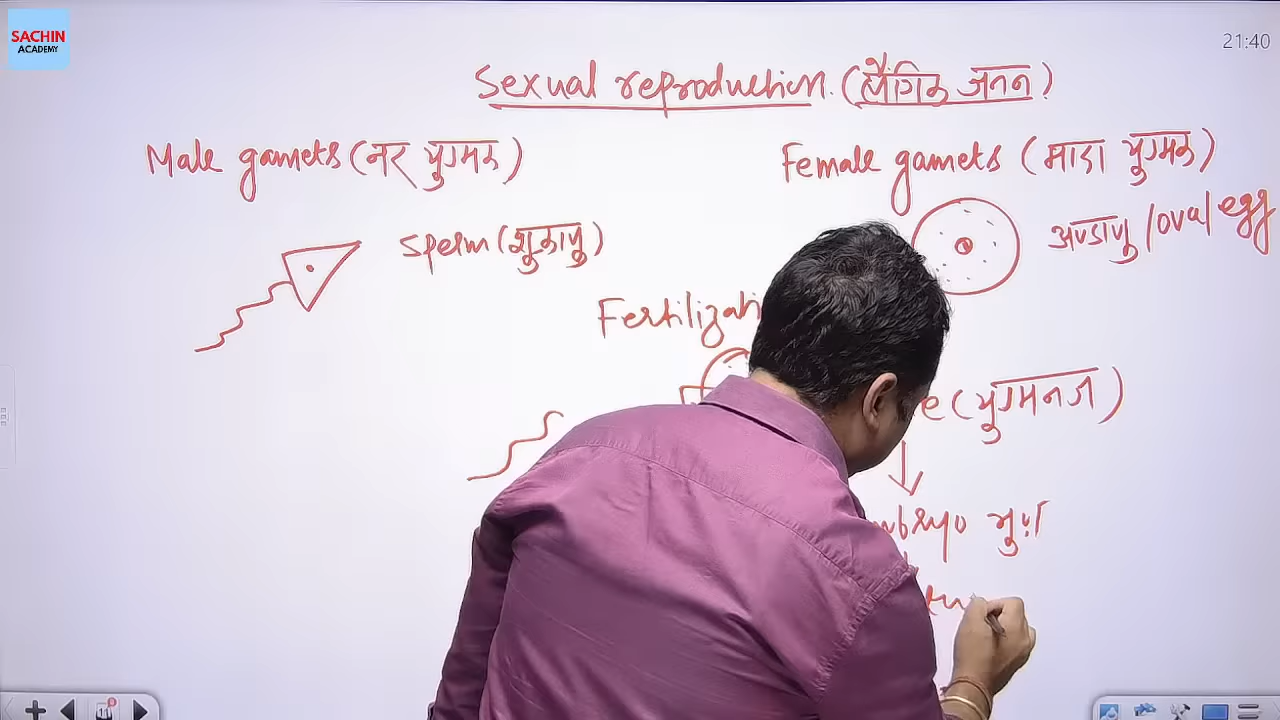 SACHIN
ACADEMY
21:40
Sexual reproduction. (लैंगिक जनन)
Male gamets (नर युग्मक)
Female gamets (मादा युग्मक)
Sperm (शुक्राणु)
अण्डाणु / ova / egg
(युग्मनज)
भ्रूण